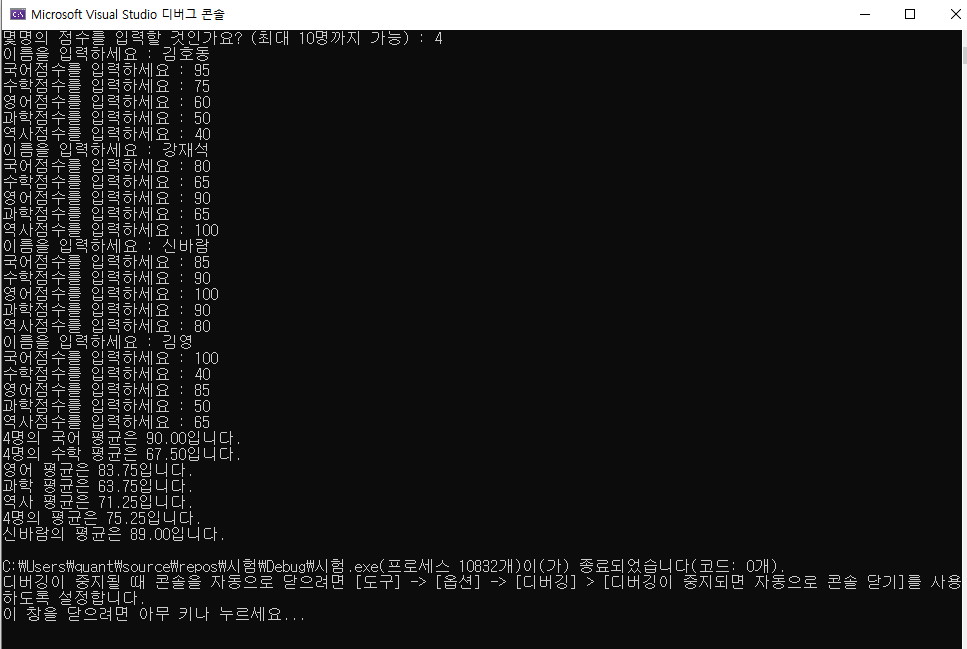 Microsoft Visual Studio 디버그 콘솔
몇명의 점수를 입력할 것인가요? (최대 10명까지 가능) : 4
이름을 입력하세요 : 김호동
국어점수를 입력하세요 : 95
수학점수를 입력하세요 : 75
영어점수를 입력하세요 : 60
과학점수를 입력하세요 : 50
역사점수를 입력하세요 : 40
이름을 입력하세요 : 강재석
국어점수를 입력하세요 : 80
수학점수를 입력하세요 : 65
영어점수를 입력하세요 : 90
과학점수를 입력하세요 : 65
역사점수를 입력하세요 : 100
이름을 입력하세요 : 신바람
국어점수를 입력하세요 : 85
수학점수를 입력하세요 : 90
영어점수를 입력하세요 : 100
과학점수를 입력하세요 : 90
역사점수를 입력하세요 : 80
이름을 입력하세요 : 김영
국어점수를 입력하세요 : 100
수학점수를 입력하세요 : 40
영어점수를 입력하세요 : 85
과학점수를 입력하세요 : 50
역사점수를 입력하세요 : 65
4명의 국어 평균은 90.00입니다.
4명의 수학 평균은 67.50입니다.
영어 평균은 83.75입니다.
과학 평균은 63.75입니다.
역사 평균은 71.25입니다.
4명의 평균은 75.25입니다.
신바람의 평균은 89.00입니다.
C:₩Users₩quant₩source₩repos₩시험₩Debug₩시험.exe(프로세스 10832개)이(가) 종료되었습니다(코드: 0개).
디버깅이 중지될 때 콘솔을 자동으로 닫으려면 [도구] -> [옵션] -> [디버깅] > [디버깅이 중지되면 자동으로 콘솔 닫기]를 사용
하도록 설정합니다.
이 창을 닫으려면 아무 키나 누르세요...